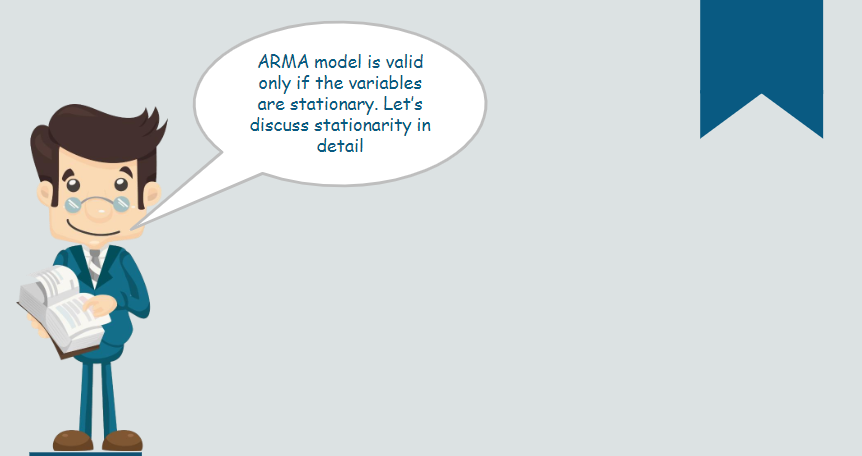 ARMA model is valid
only if the variables
are stationary. Let’s
discuss stationarity in
detail